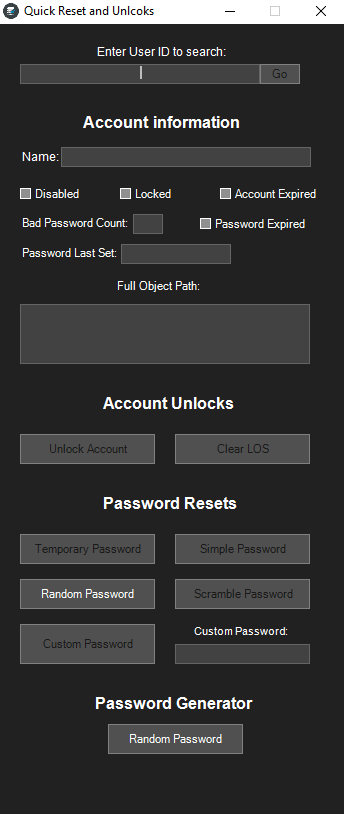 Quick Reset and Unlcoks
Enter User ID to search:
Go
Account information
Name:
Disabled Locked Account Expired
Bad Password Count: Password Expired
Password Last Set:
Full Object Path:
Account Unlocks
Unlock Account Clear LOS
Password Resets
Temporary Password Simple Password
Random Password Scramble Password
Custom Password Custom Password:
Password Generator
Random Password